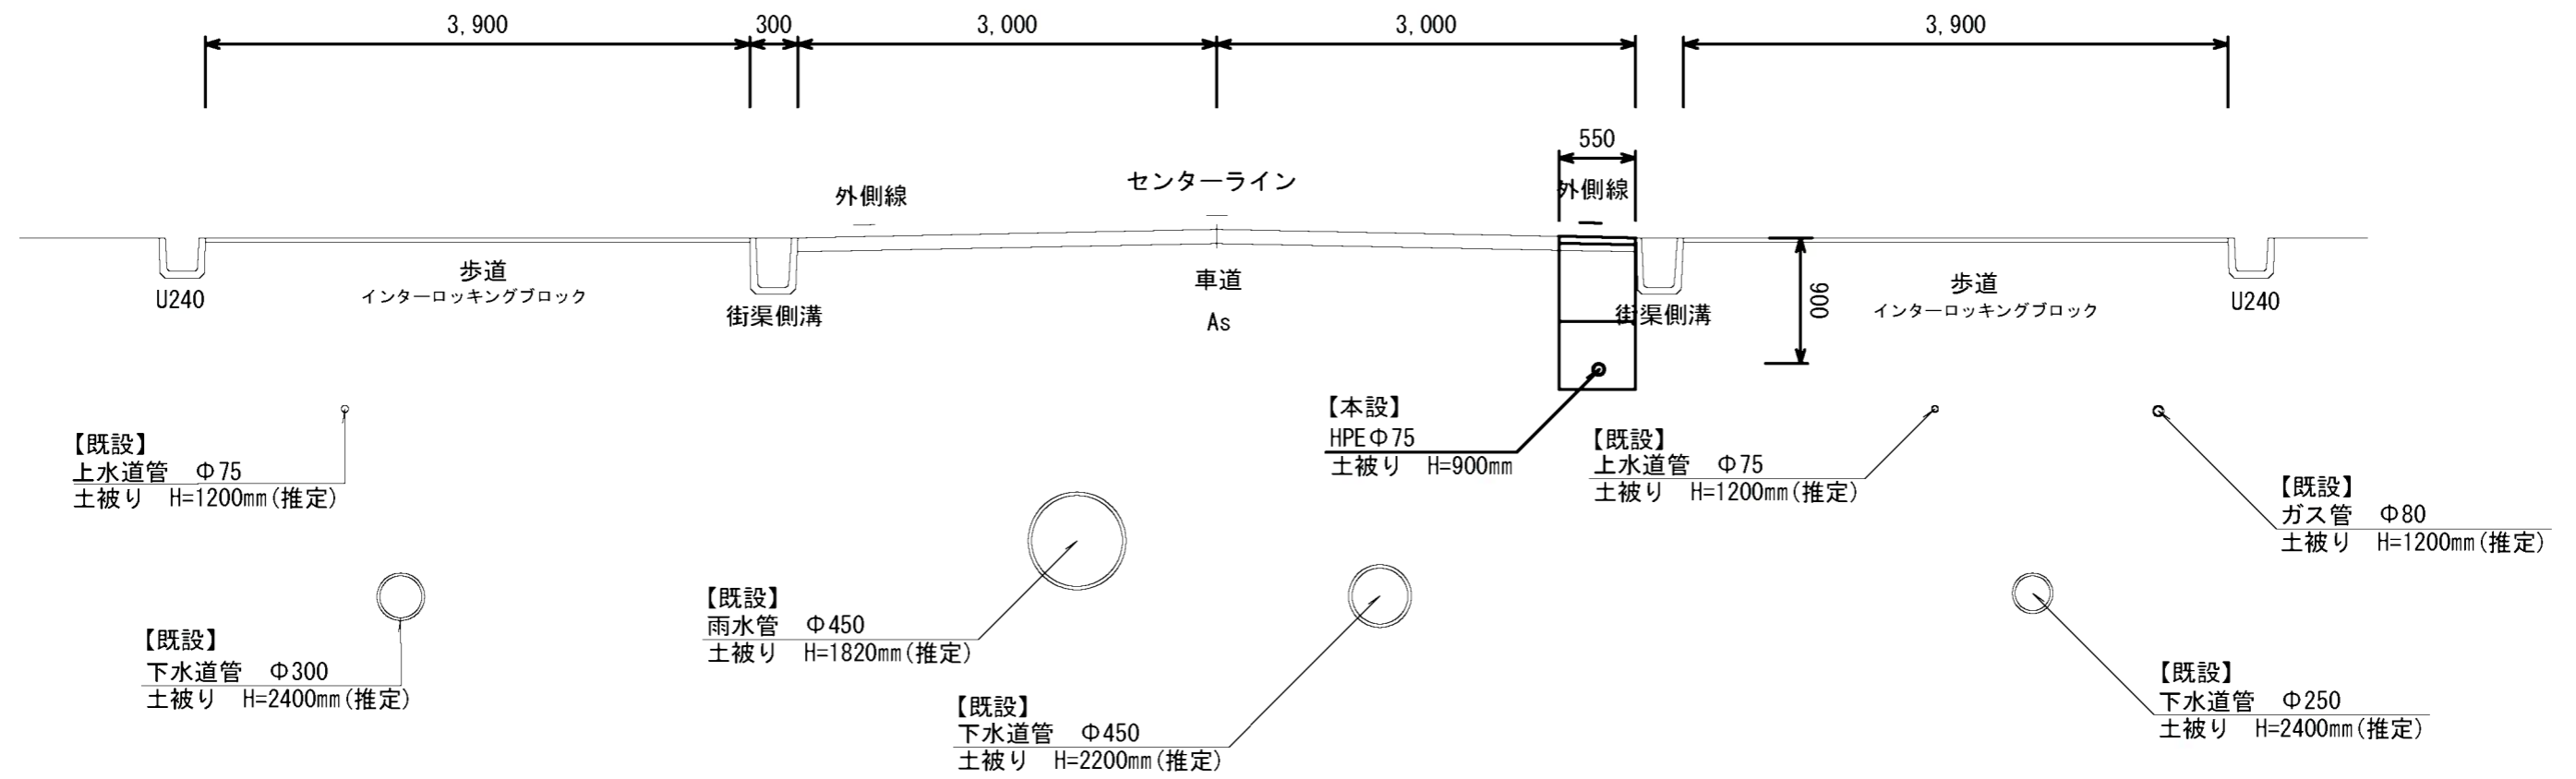 3,900
300
3,000
3,000
3,900
550
外側線
センターライン
外側線
歩道
インターロッキングブロック
U240
街渠側溝
車道
As
街渠側溝
900
歩道
インターロッキングブロック
U240
【既設】
上水道管 Φ75
土被り H=1200mm(推定)
【本設】
HPEΦ75
土被り H=900mm
【既設】
上水道管 Φ75
土被り H=1200mm(推定)
【既設】
ガス管 Φ80
土被り H=1200mm(推定)
【既設】
下水道管 Φ300
土被り H=2400mm(推定)
【既設】
雨水管 Φ450
土被り H=1820mm(推定)
【既設】
下水道管 Φ450
土被り H=2200mm(推定)
【既設】
下水道管 Φ250
土被り H=2400mm(推定)